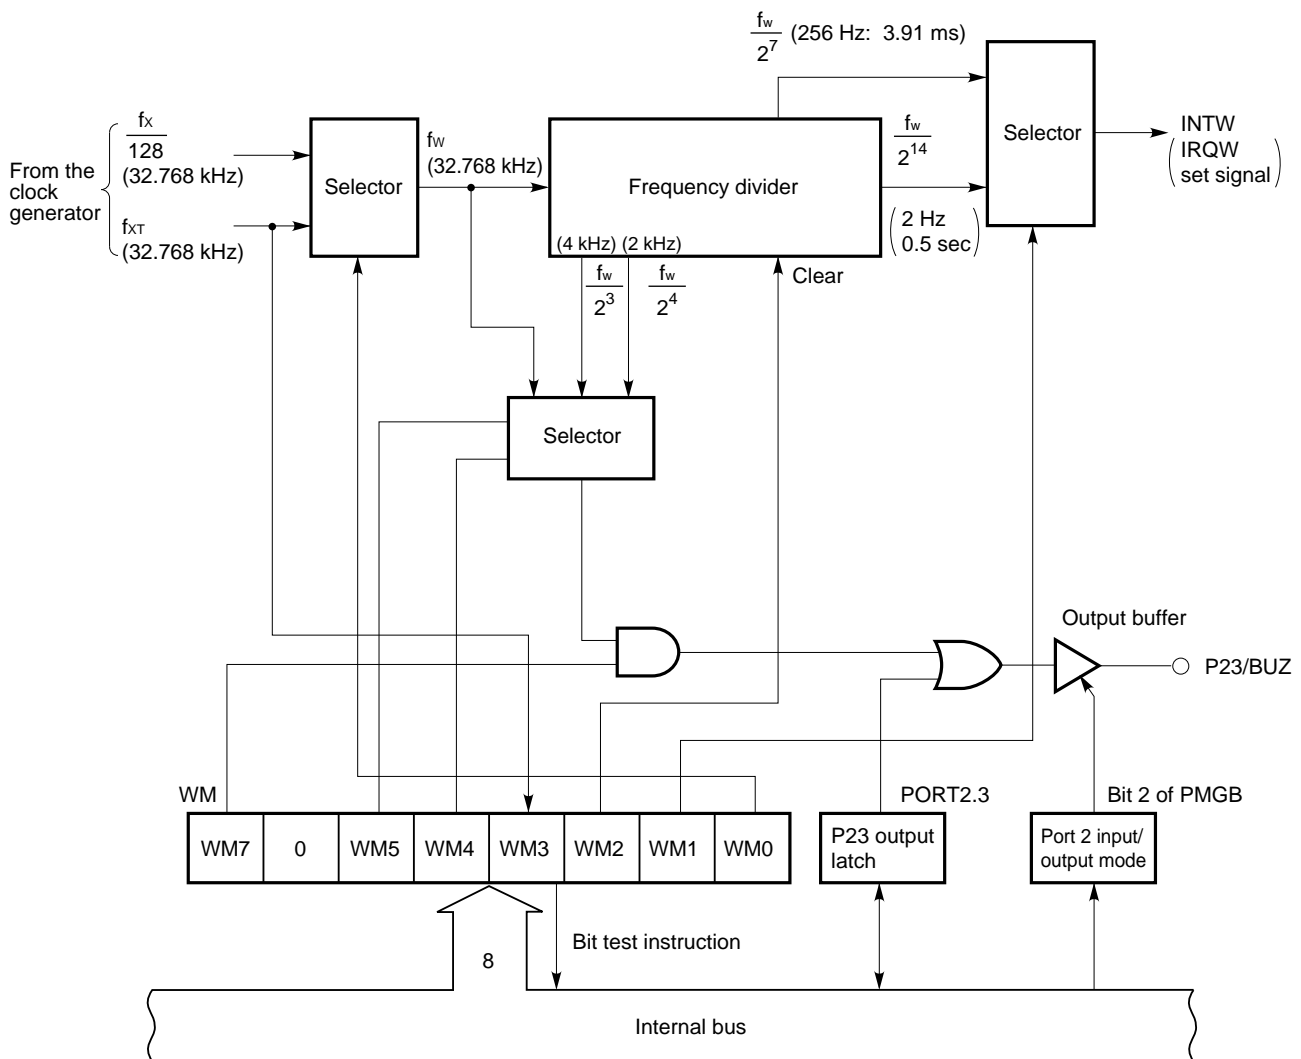 From the
clock
generator
fX
128
(32.768 kHz)
fXT
(32.768 kHz)
Selector
fW
(32.768 kHz)
Frequency divider
(4 kHz) (2 kHz)
fw
2^7 (256 Hz: 3.91 ms)
fw
2^14
(2 Hz
0.5 sec)
Selector
INTW
(IRQW
set signal)
fw
2^3
fw
2^4
Clear
Selector
Output buffer
P23/BUZ
WM
PORT2.3
Bit 2 of PMGB
WM7 0 WM5 WM4 WM3 WM2 WM1 WM0
P23 output
latch
Port 2 input/
output mode
8
Bit test instruction
Internal bus